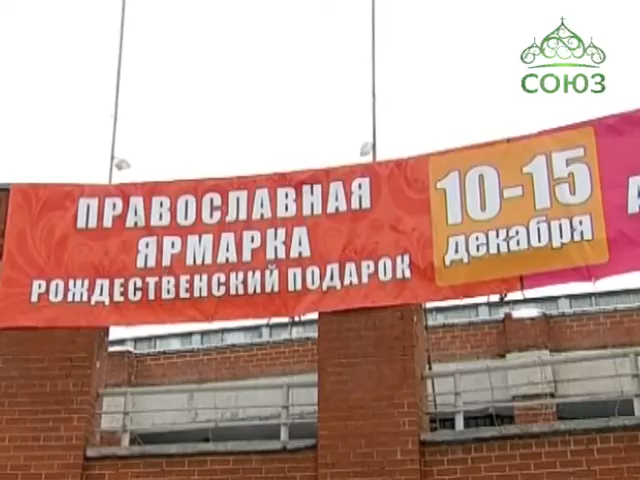 СОЮЗ
ПРАВОСЛАВНАЯ
ЯРМАРКА
РОЖДЕСТВЕНСКИЙ ПОДАРОК
10-15
декабря